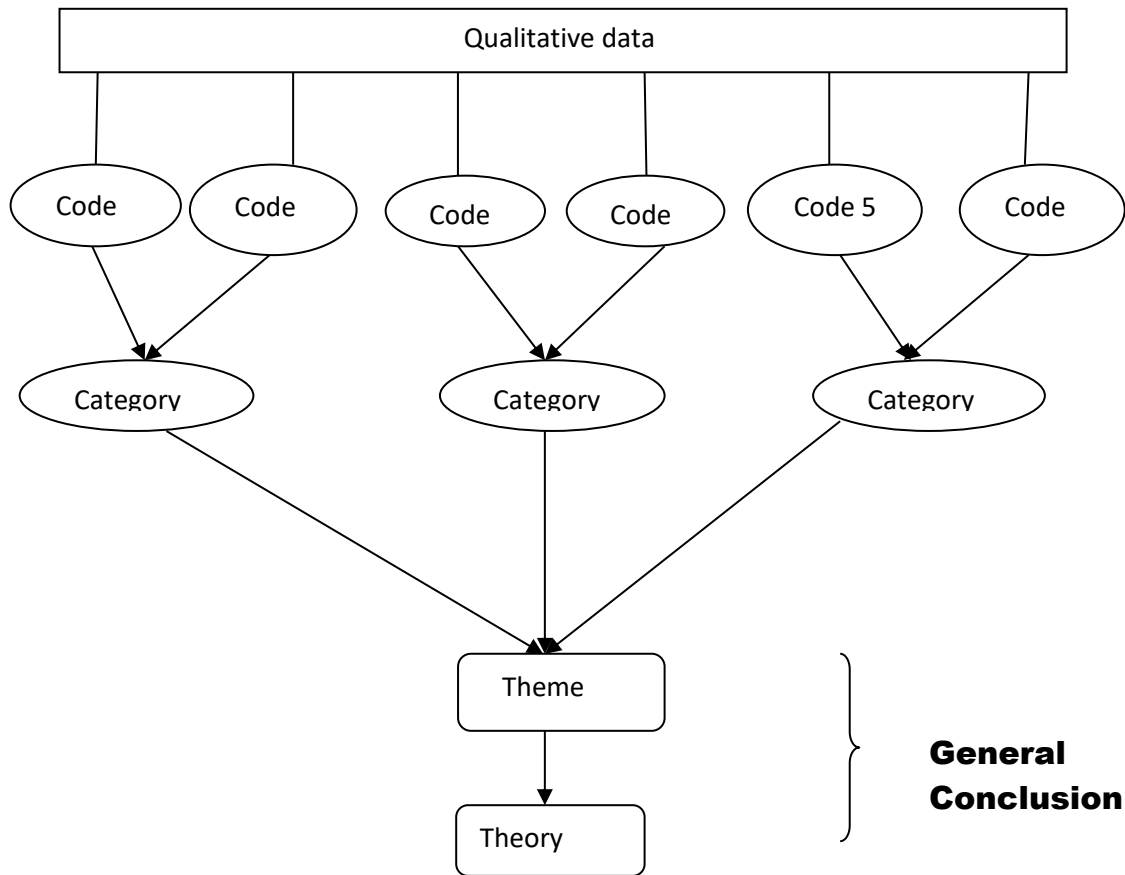 Qualitative data
Code
Code
Code
Code
Code 5
Code
Category
Category
Category
Theme
Theory
General
Conclusion